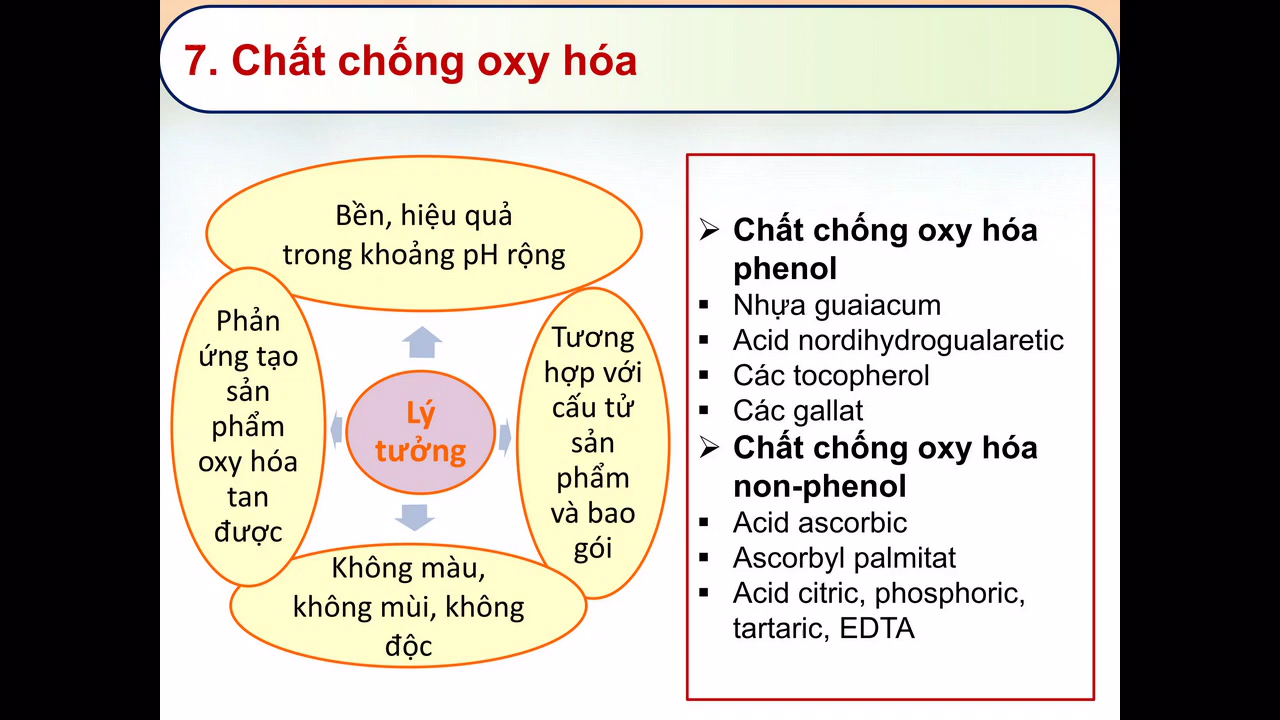 7. Chất chống oxy hóa
Bền, hiệu quả
trong khoảng pH rộng
Phản
ứng tạo
sản
phẩm
oxy hóa
tan
được
Lý
tưởng
Tương
hợp với
cấu tử
sản
phẩm
và bao
gói
Không màu,
không mùi, không
độc
➢ Chất chống oxy hóa
phenol
▪ Nhựa guaiacum
▪ Acid nordihydrogualaretic
▪ Các tocopherol
▪ Các gallat
➢ Chất chống oxy hóa
non-phenol
▪ Acid ascorbic
▪ Ascorbyl palmitat
▪ Acid citric, phosphoric,
tartaric, EDTA